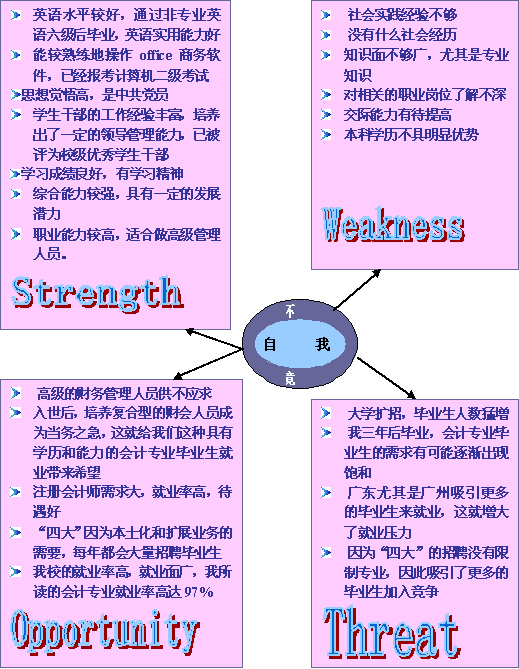 英语水平较好，通过非专业英
语六级后毕业，英语实用能力好
能较熟练地操作 office 商务软
件，已经报考计算机二级考试
思想觉悟高，是中共党员
学生干部的工作经验丰富，培养
出了一定的领导管理能力，已被
评为校级优秀学生干部
学习成绩良好，有学习精神
综合能力较强，具有一定的发展
潜力
职业能力较高，适合做高级管理
人员。
Strength
社会实践经验不够
没有什么社会经历
知识面不够广，尤其是专业
知识
对相关的职业岗位了解不深
交际能力有待提高
本科学历不具明显优势
Weakness
不
自 我
竟
高级的财务管理人员供不应求
入世后，培养复合型的财会人员成
为当务之急，这就给我们这种具有
学历和能力的会计专业毕业生就
业带来希望
注册会计师需求大，就业率高，待
遇好
“四大”因为本土化和扩展业务的
需要，每年都会大量招聘毕业生
我校的就业率高，就业面广，我所
读的会计专业就业率高达 97%
Opportunity
大学扩招，毕业生人数猛增
我三年后毕业，会计专业毕
业生的需求有可能逐渐出现
饱和
广东尤其是广州吸引更多
的毕业生来就业，这就增大
了就业压力
因为“四大”的招聘没有限
制专业，因此吸引了更多的
毕业生加入竞争
Threat